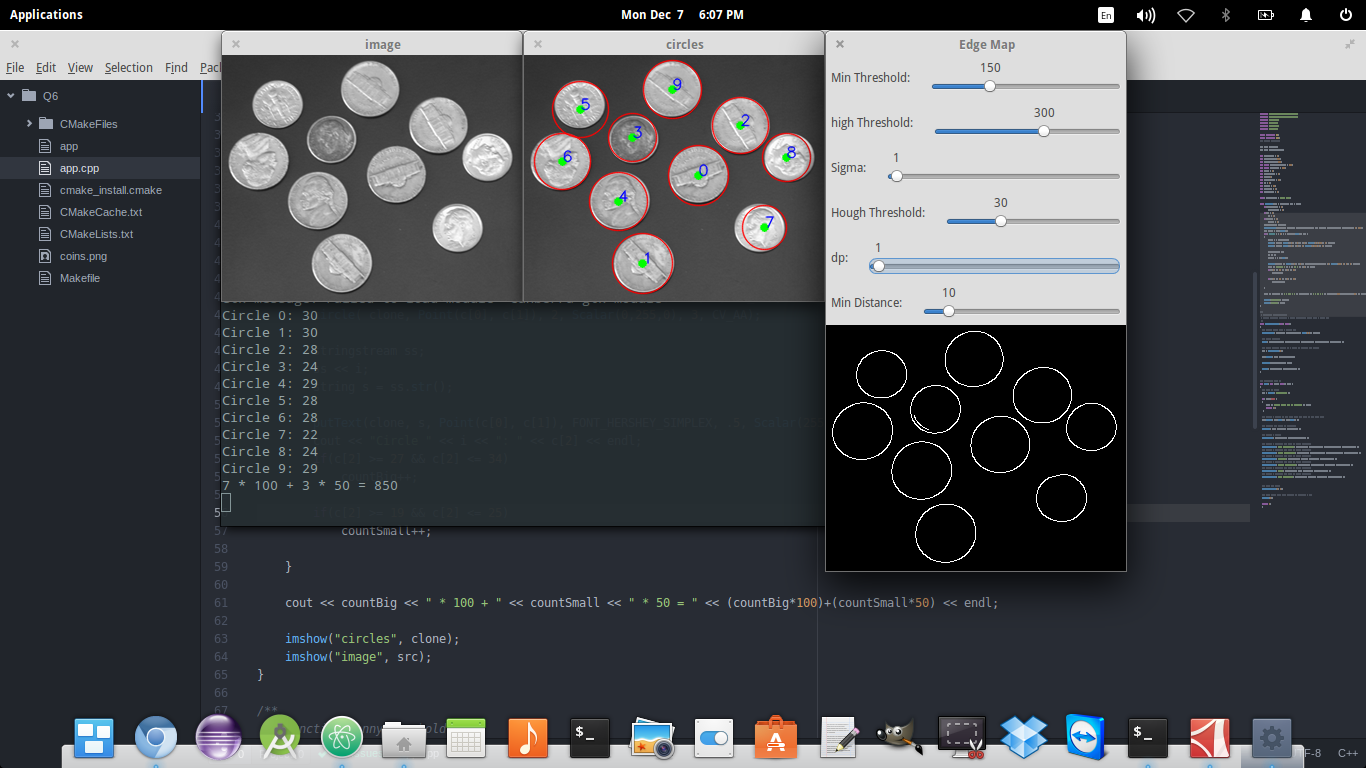 Applications
Mon Dec 7 6:07 PM
En
File Edit View Selection Find
Q6
CMakeFiles
app
app.cpp
cmake_install.cmake
CMakeCache.txt
CMakeLists.txt
coins.png
Makefile
image
circles
9
5
3
2
6
8
0
4
7
1
Edge Map
150
Min Threshold:
300
high Threshold:
1
Sigma:
30
Hough Threshold:
1
dp:
10
Min Distance:
Circle 0: 30
Circle 1: 30
Circle 2: 28
Circle 3: 24
Circle 4: 29
Circle 5: 28
Circle 6: 28
Circle 7: 22
Circle 8: 24
Circle 9: 29
7 * 100 + 3 * 50 = 850
57 countSmall++;
58
59 }
60
61 cout << countBig << " * 100 + " << countSmall << " * 50 = " << (countBig*100)+(countSmall*50) << endl;
62
63 imshow("circles", clone);
64 imshow("image", src);
65 }
66
67 /**
C++